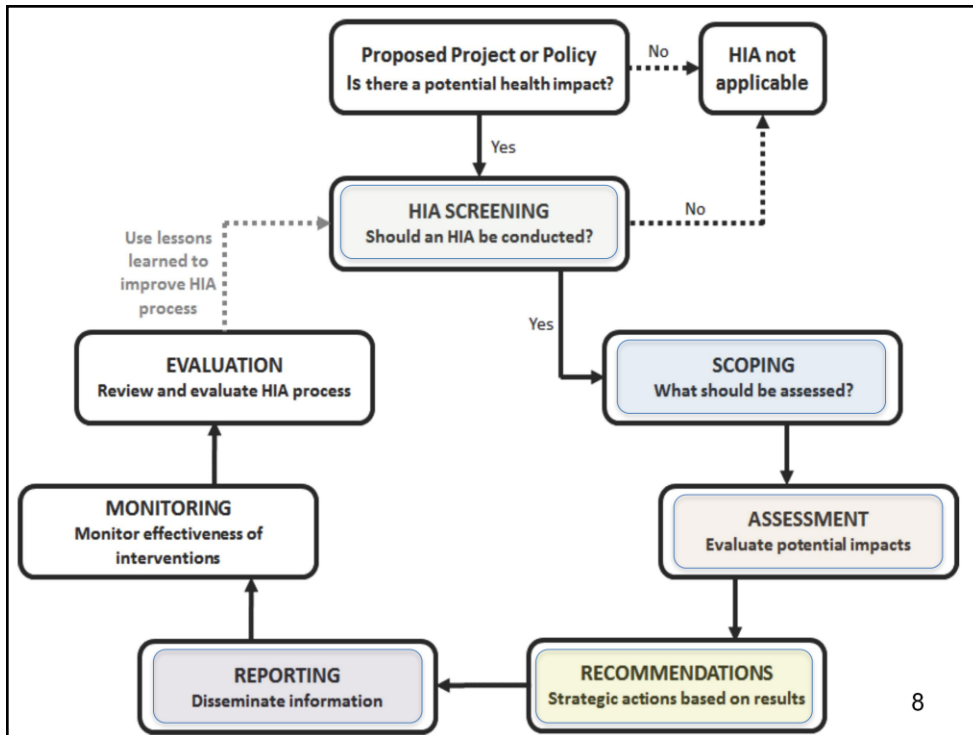 Proposed Project or Policy
Is there a potential health impact?
No
HIA not
applicable
Yes
HIA SCREENING
Should an HIA be conducted?
No
Use lessons
learned to
improve HIA
process
Yes
EVALUATION
Review and evaluate HIA process
SCOPING
What should be assessed?
MONITORING
Monitor effectiveness of
interventions
ASSESSMENT
Evaluate potential impacts
REPORTING
Disseminate information
RECOMMENDATIONS
Strategic actions based on results
8